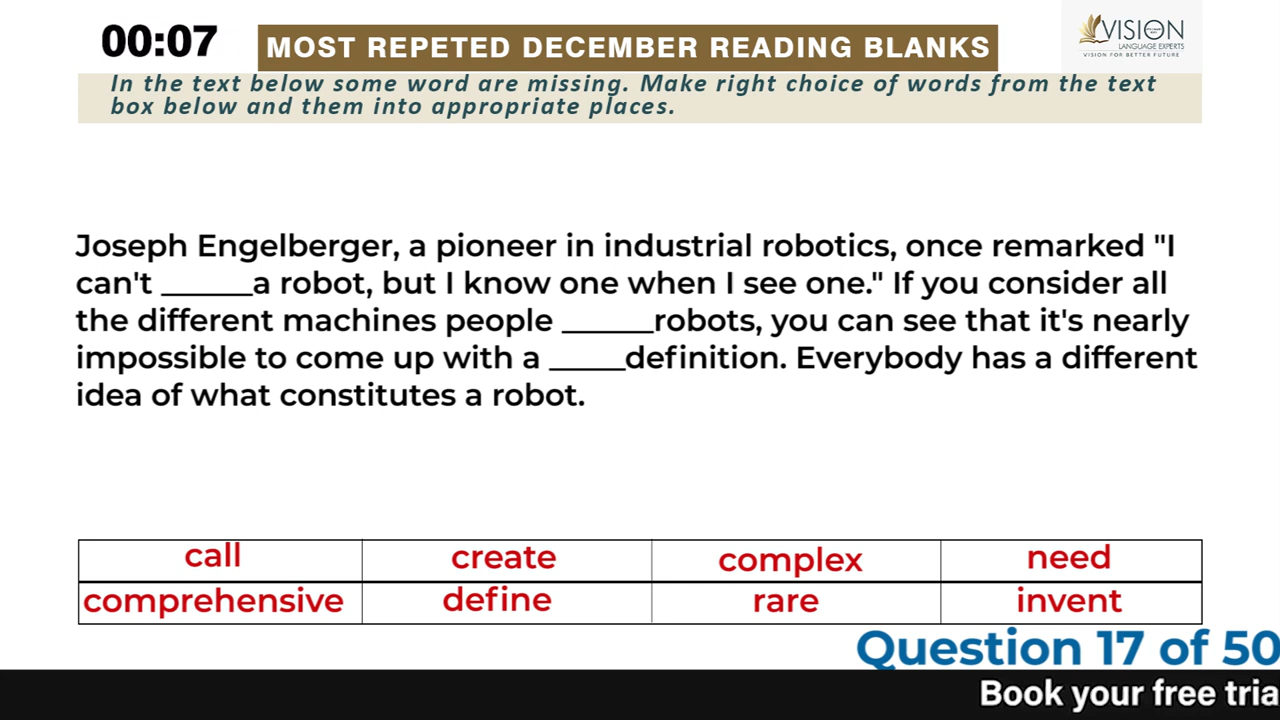 00:07
MOST REPETED DECEMBER READING BLANKS
VISION
LANGUAGE EXPERTS
VISION FOR BETTER FUTURE
In the text below some word are missing. Make right choice of words from the text
box below and them into appropriate places.
Joseph Engelberger, a pioneer in industrial robotics, once remarked "I
can't ______a robot, but I know one when I see one." If you consider all
the different machines people ______robots, you can see that it's nearly
impossible to come up with a _____definition. Everybody has a different
idea of what constitutes a robot.
call create complex need
comprehensive define rare invent
Question 17 of 50
Book your free tria